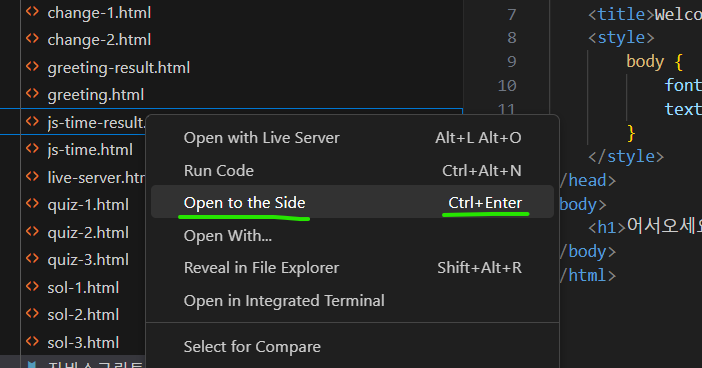 change-1.html
change-2.html
greeting-result.html
greeting.html
js-time-result.
js-time.html
live-server.htm
quiz-1.html
quiz-2.html
quiz-3.html
sol-1.html
sol-2.html
sol-3.html
자바스크립트
Open with Live Server Alt+L Alt+O
Run Code Ctrl+Alt+N
Open to the Side Ctrl+Enter
Open With...
Reveal in File Explorer Shift+Alt+R
Open in Integrated Terminal
Select for Compare
7 <title>Welco
8 <style>
9 body {
10 font
11 text
}
</style>
/head>
body>
<h1>어서오세요
/body>
/html>